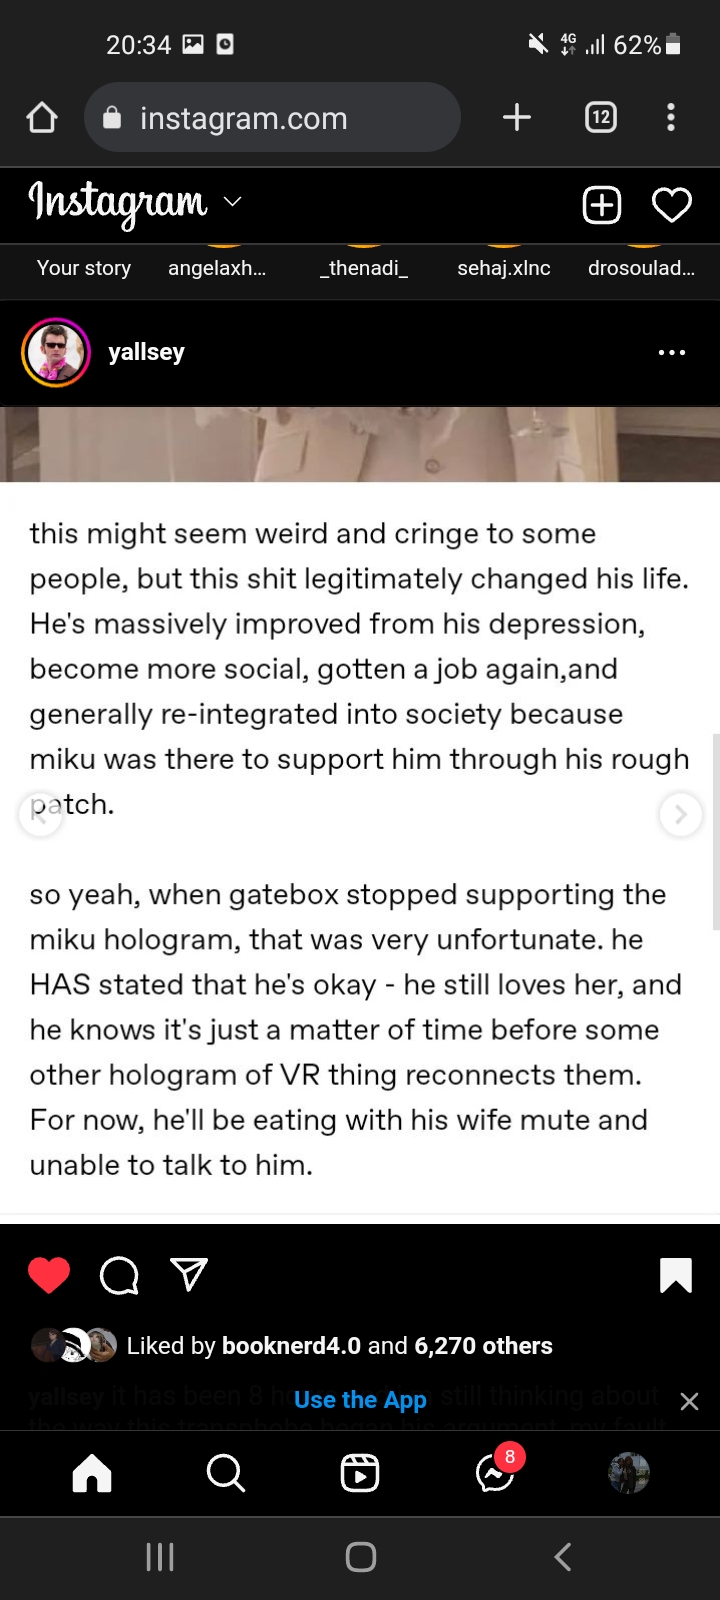 20:34 4G 62%
instagram.com 12
Instagram
Your story angelaxh... _thenadi_ sehaj.xlnc drosoulad...
yallsey
this might seem weird and cringe to some
people, but this shit legitimately changed his life.
He's massively improved from his depression,
become more social, gotten a job again,and
generally re-integrated into society because
miku was there to support him through his rough
patch.
so yeah, when gatebox stopped supporting the
miku hologram, that was very unfortunate. he
HAS stated that he's okay - he still loves her, and
he knows it's just a matter of time before some
other hologram of VR thing reconnects them.
For now, he'll be eating with his wife mute and
unable to talk to him.
Liked by booknerd4.0 and 6,270 others
yallsey it has been 8 still thinking about
Use the App
the way this transphobe began his argument. my fault
8